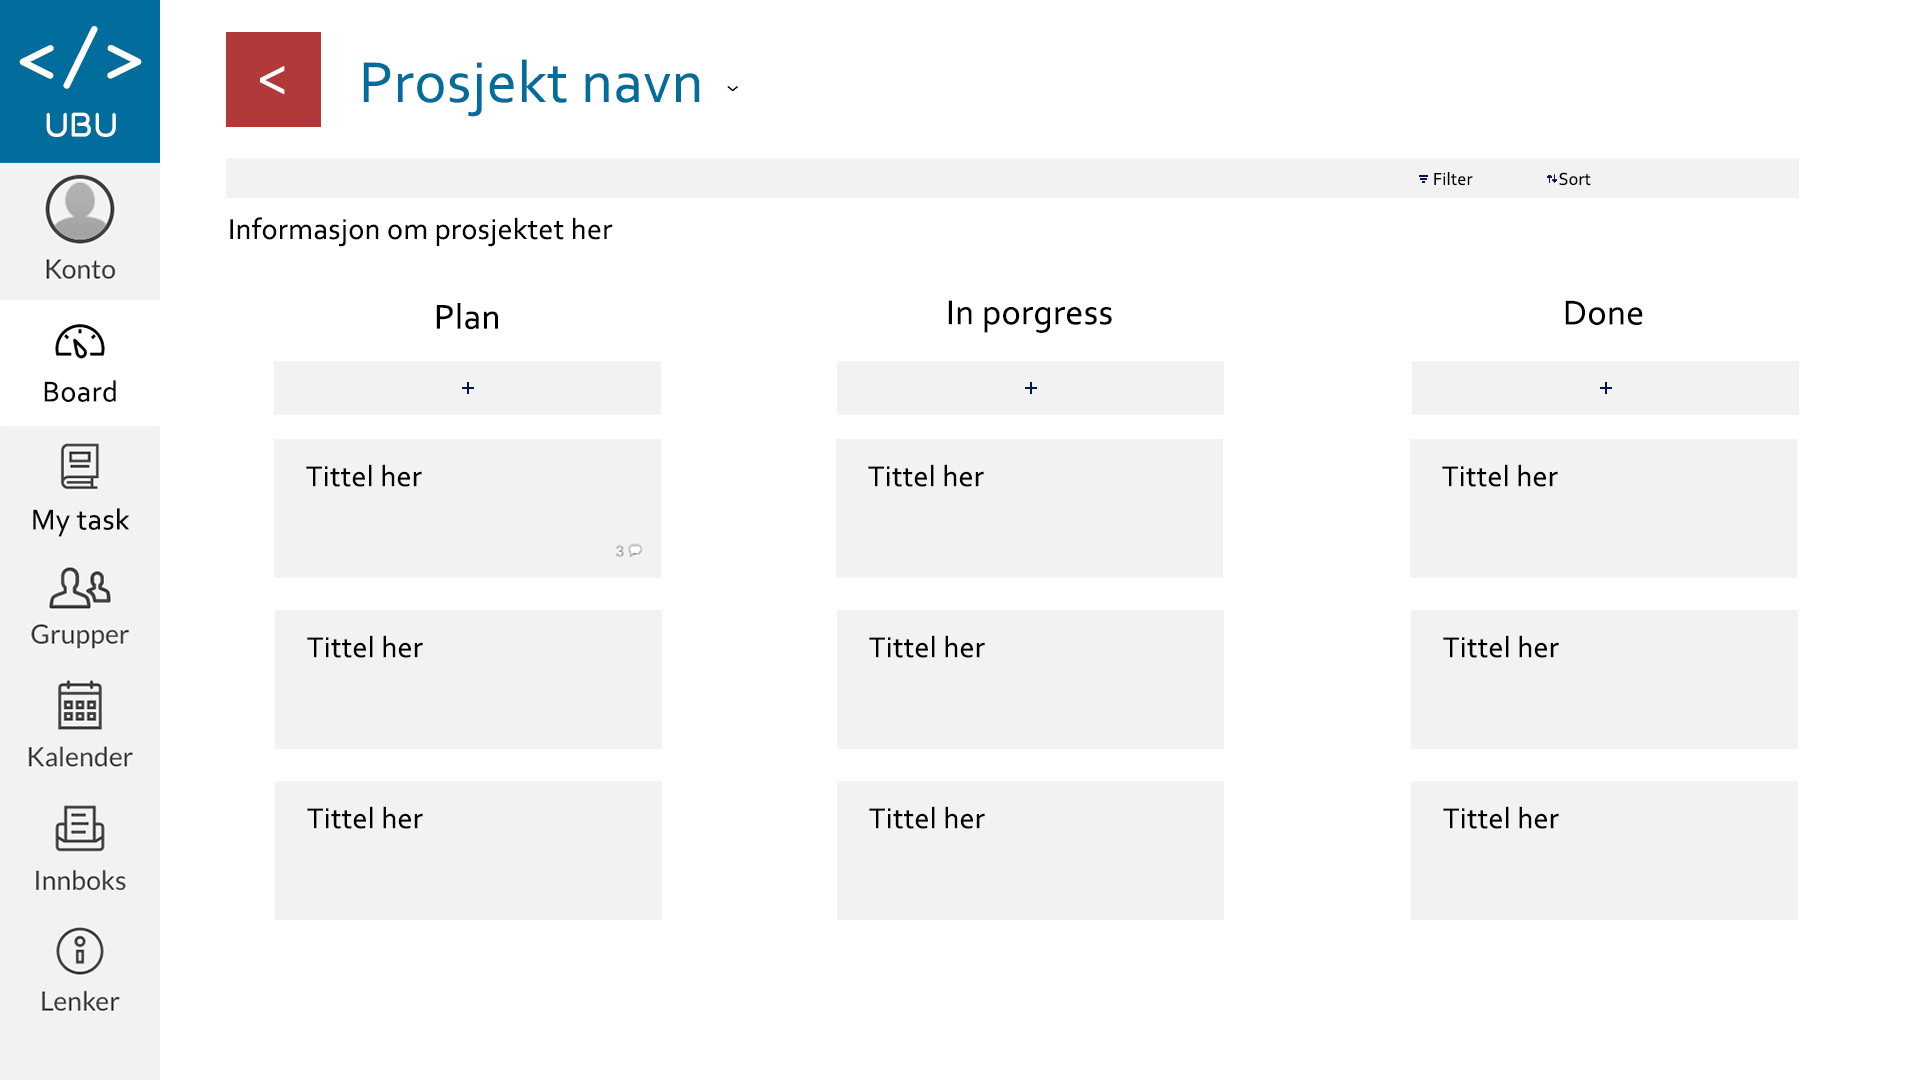 </>
UBU
Konto
Board
My task
Grupper
Kalender
Innboks
Lenker
<
Prosjekt navn
Filter
Sort
Informasjon om prosjektet her
Plan
+
Tittel her
3
Tittel her
Tittel her
In porgress
+
Tittel her
Tittel her
Tittel her
Done
+
Tittel her
Tittel her
Tittel her